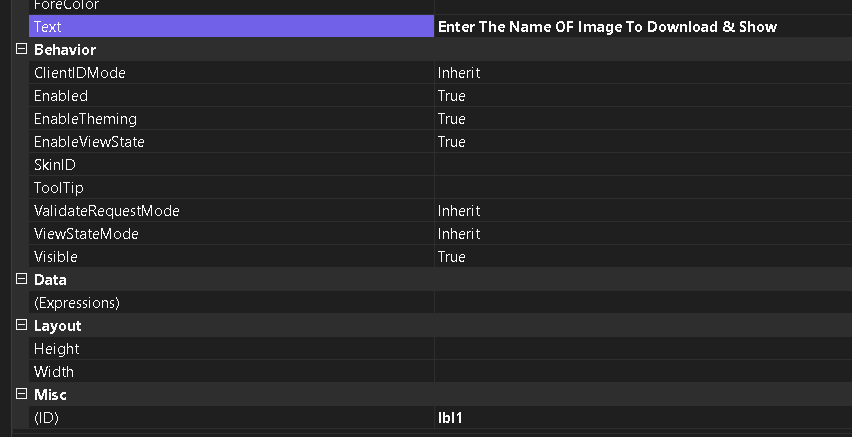 ForeColor
Text Enter The Name OF Image To Download & Show
Behavior
ClientIDMode Inherit
Enabled True
EnableTheming True
EnableViewState True
SkinID
ToolTip
ValidateRequestMode Inherit
ViewStateMode Inherit
Visible True
Data
(Expressions)
Layout
Height
Width
Misc
(ID) lbl1